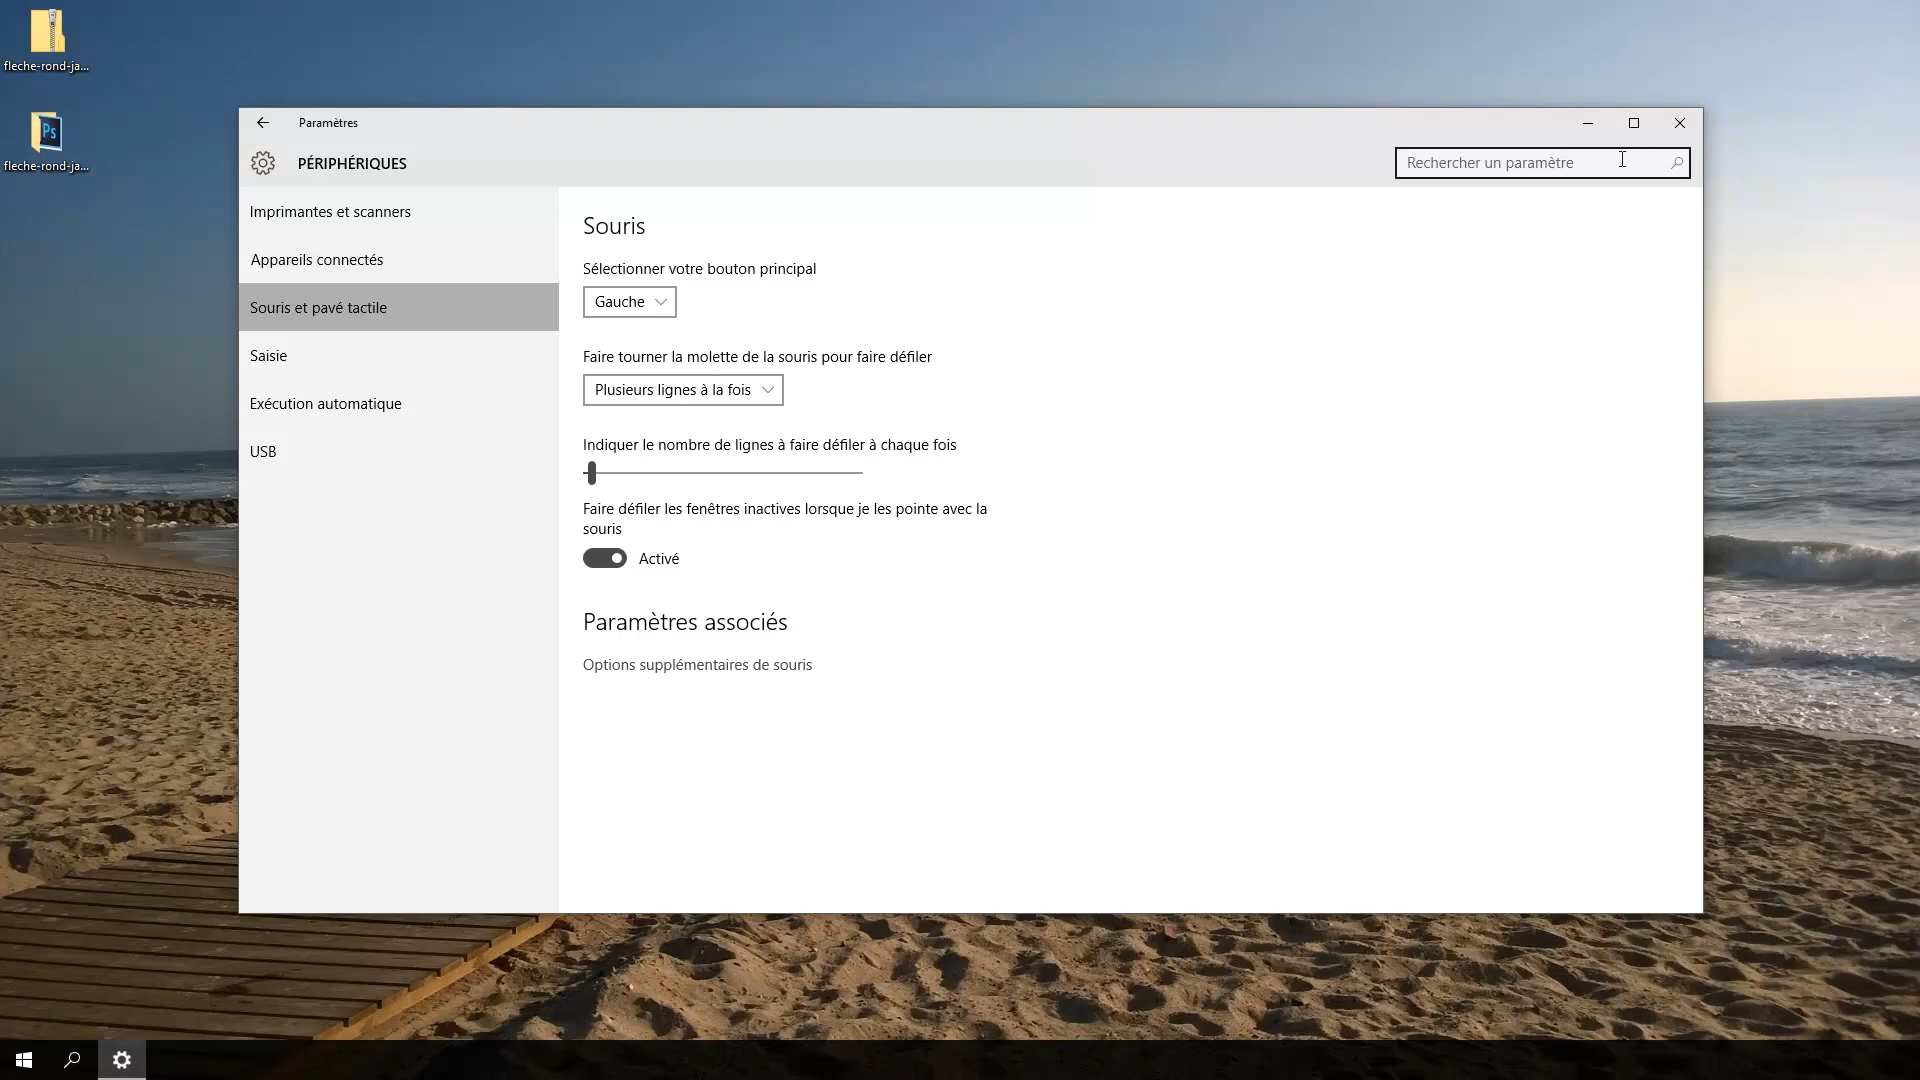 fleche-rond-ja...
fleche-rond-ja...
Paramètres
PÉRIPHÉRIQUES
Rechercher un paramètre
Imprimantes et scanners
Appareils connectés
Souris et pavé tactile
Saisie
Exécution automatique
USB
Souris
Sélectionner votre bouton principal
Gauche
Faire tourner la molette de la souris pour faire défiler
Plusieurs lignes à la fois
Indiquer le nombre de lignes à faire défiler à chaque fois
Faire défiler les fenêtres inactives lorsque je les pointe avec la
souris
Activé
Paramètres associés
Options supplémentaires de souris
Ps